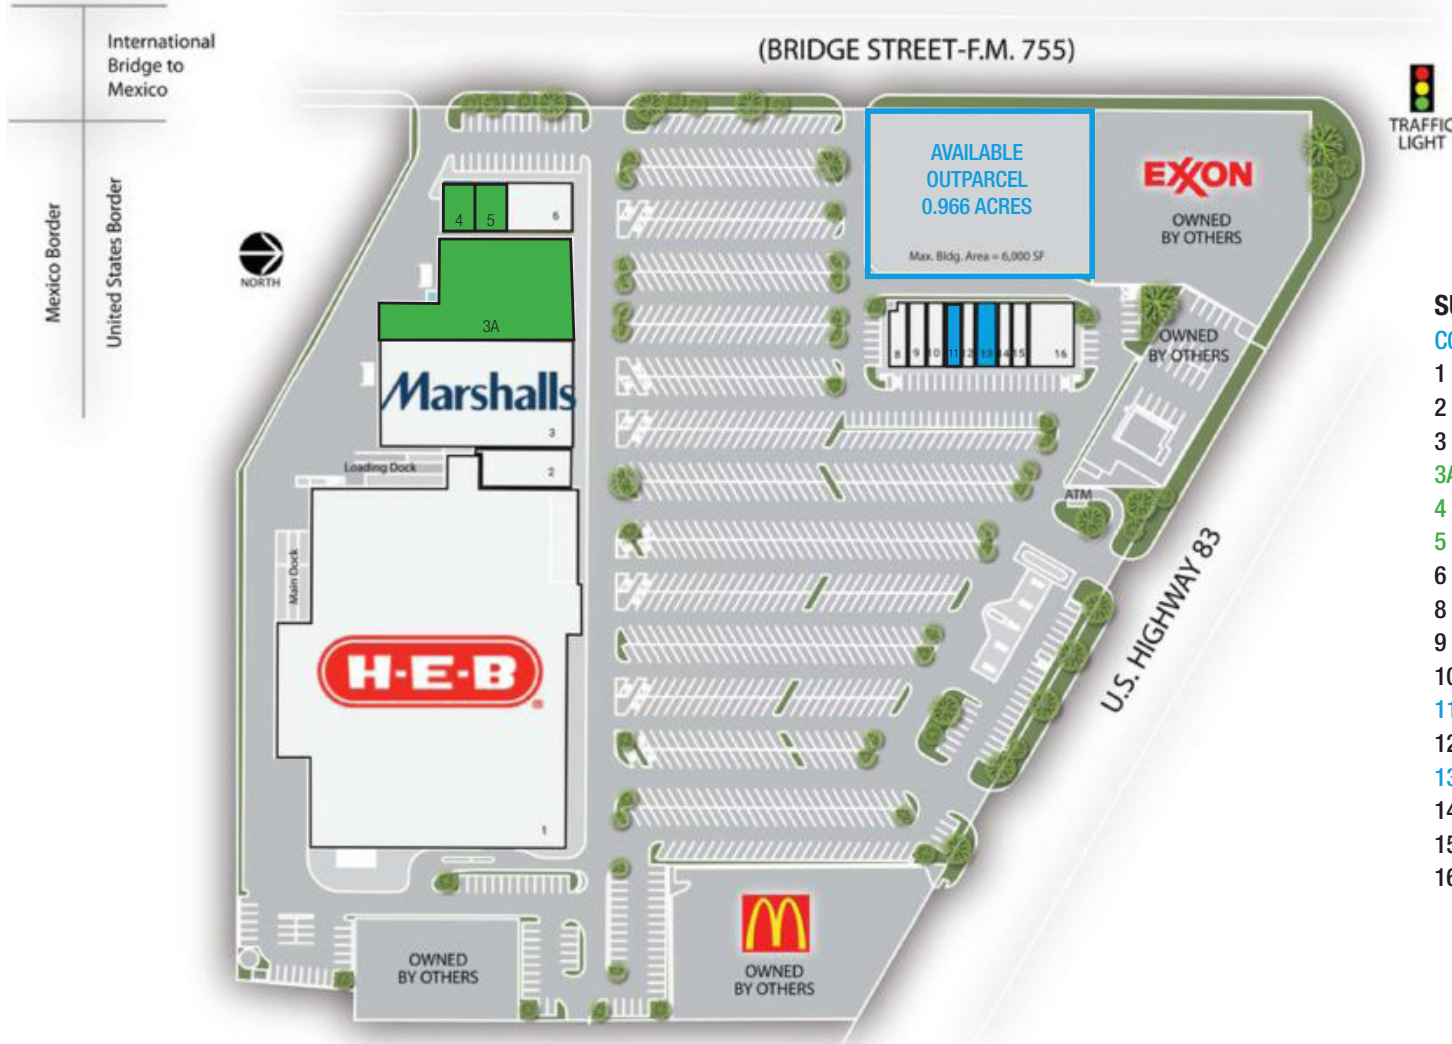 International
Bridge to
Mexico
(BRIDGE STREET-F.M. 755)
TRAFFIC
LIGHT
Mexico Border
United States Border
NORTH
AVAILABLE
OUTPARCEL
0.966 ACRES
Max. Bldg. Area = 6,000 SF
EXXON
OWNED
BY OTHERS
4 5 6
3A
Marshalls
3
2
Loading Dock
Main Dock
H-E-B
1
8 9 10 11 12 13 14 15 16
OWNED
BY OTHERS
ATM
U.S. HIGHWAY 83
OWNED
BY OTHERS
OWNED
BY OTHERS
1
2
3
3A
4
5
6
8
9
10
11
12
13
14
15
16